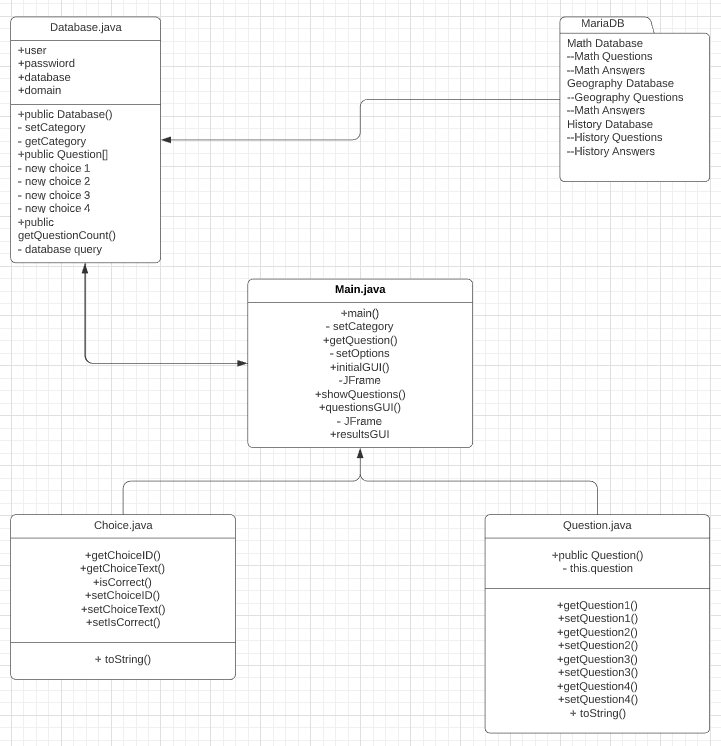 Database.java
+user
+passwiord
+database
+domain
+public Database()
- setCategory
- getCategory
+public Question[]
- new choice 1
- new choice 2
- new choice 3
- new choice 4
+public
getQuestionCount()
- database query
MariaDB
Math Database
--Math Questions
--Math Answers
Geography Database
--Geography Questions
--Math Answers
History Database
--History Questions
--History Answers
Main.java
+main()
- setCategory
+getQuestion()
- setOptions
+initialGUI()
-JFrame
+showQuestions()
+questionsGUI()
- JFrame
+resultsGUI
Choice.java
+getChoiceID()
+getChoiceText()
+isCorrect()
+setChoiceID()
+setChoiceText()
+setIsCorrect()
+ toString()
Question.java
+public Question()
- this.question
+getQuestion1()
+setQuestion1()
+getQuestion2()
+setQuestion2()
+getQuestion3()
+setQuestion3()
+getQuestion4()
+setQuestion4()
+ toString()